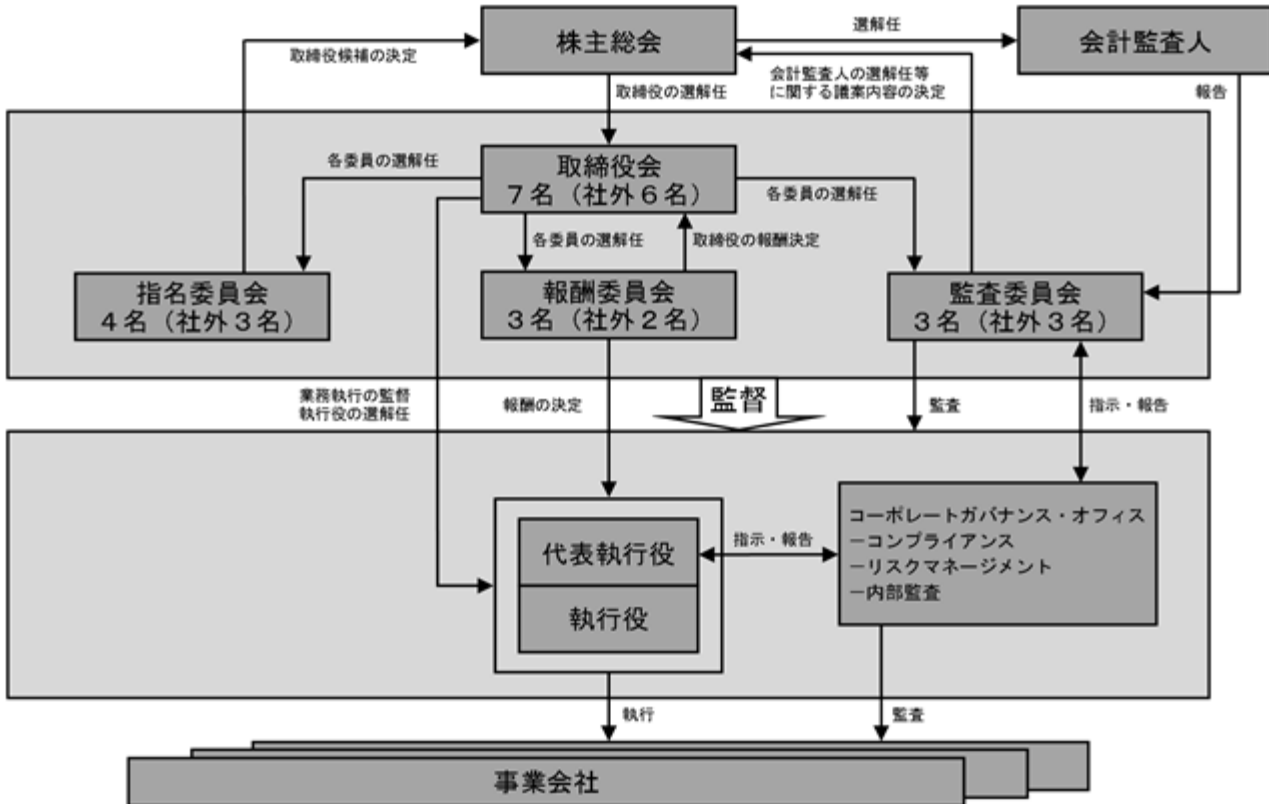 株主総会
選解任
会計監査人
取締役候補の決定
取締役の選解任
会計監査人の選解任等
に関する議案内容の決定
報告
取締役会
7名(社外6名)
各委員の選解任
各委員の選解任
各委員の選解任
取締役の報酬決定
指名委員会
4名(社外3名)
報酬委員会
3名(社外2名)
監査委員会
3名(社外3名)
業務執行の監督
執行役の選解任
報酬の決定
監督
監査
指示・報告
代表執行役
執行役
指示・報告
コーポレートガバナンス・オフィス
-コンプライアンス
-リスクマネージメント
-内部監査
執行
監査
事業会社